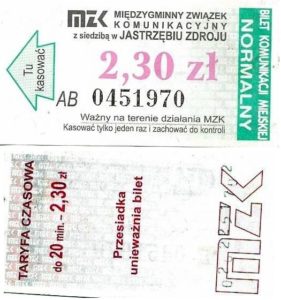 MZK MIĘDZYGMINNY ZWIĄZEK
KOMUNIKACYJNY
z siedzibą w JASTRZĘBIU ZDROJU
Tu
kasować
2,30 zł
AB 0451970
Ważny na terenie działania MZK
Kasować tylko jeden raz i zachować do kontroli
BILET KOMUNIKACJI MIEJSKIEJ
NORMALNY
TARYFA CZASOWA
do 20 min. – 2,30 zł
Przesiadka
unieważnia bilet
MZK